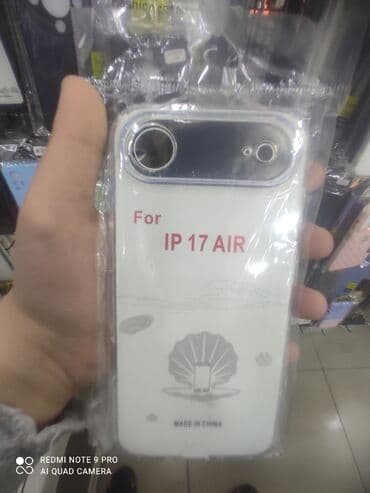 For
IP 17 AIR
MADE IN CHINA
REDMI NOTE 9 PRO
AI QUAD CAMERA